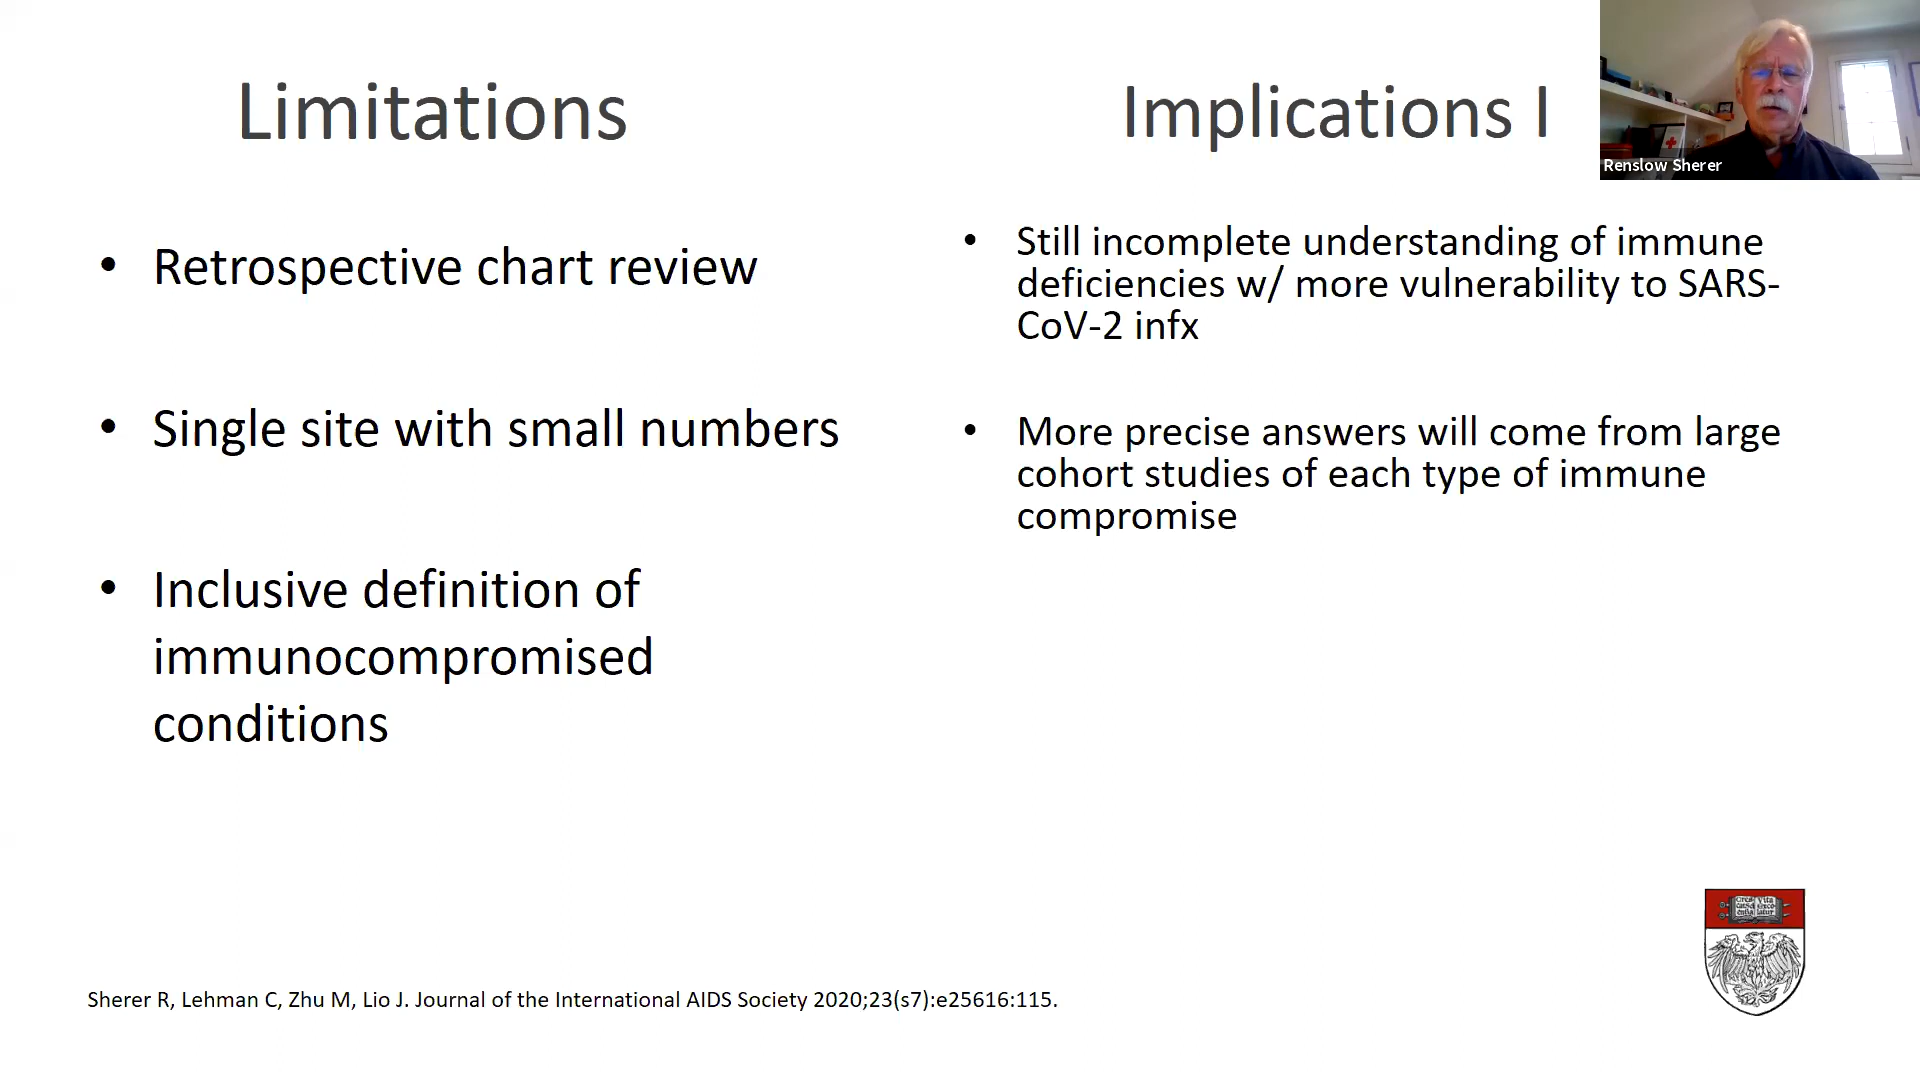 Limitations
Retrospective chart review
Single site with small numbers
Inclusive definition of
immunocompromised
conditions
Implications I
Still incomplete understanding of immune
deficiencies w/ more vulnerability to SARS-
CoV-2 infx
More precise answers will come from large
cohort studies of each type of immune
compromise
Renslow Sherer
Sherer R, Lehman C, Zhu M, Lio J. Journal of the International AIDS Society 2020;23(s7):e25616:115.